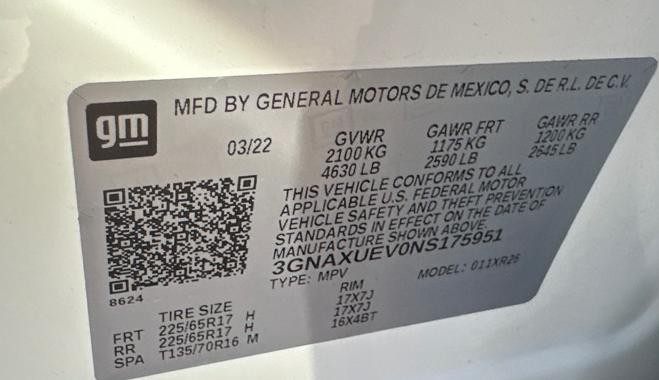 gm
MFD BY GENERAL MOTORS DE MEXICO, S. DE R.L. DE C.V.
03/22 GVWR GAWR FRT GAWR RR
2100 KG 1175 KG 1200 KG
4630 LB 2590 LB 2645 LB
THIS VEHICLE CONFORMS TO ALL
APPLICABLE U.S. FEDERAL MOTOR
VEHICLE SAFETY AND THEFT PREVENTION
STANDARDS IN EFFECT ON THE DATE OF
MANUFACTURE SHOWN ABOVE.
3GNAXUEV0NS175951
TYPE: MPV MODEL: 011XR26
8624
TIRE SIZE RIM
FRT 225/65R17 H 17X7J
RR 225/65R17 H 17X7J
SPA T135/70R16 M 16X4BT